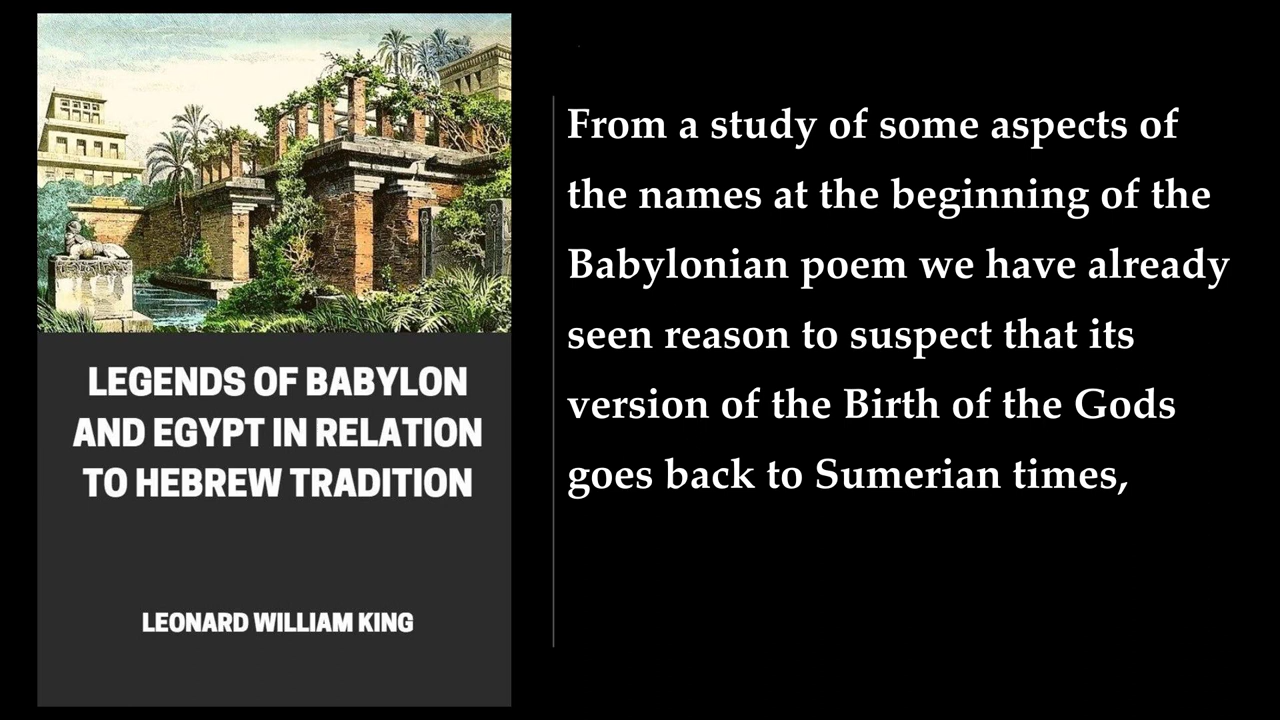 LEGENDS OF BABYLON
AND EGYPT IN RELATION
TO HEBREW TRADITION
LEONARD WILLIAM KING
From a study of some aspects of
the names at the beginning of the
Babylonian poem we have already
seen reason to suspect that its
version of the Birth of the Gods
goes back to Sumerian times,